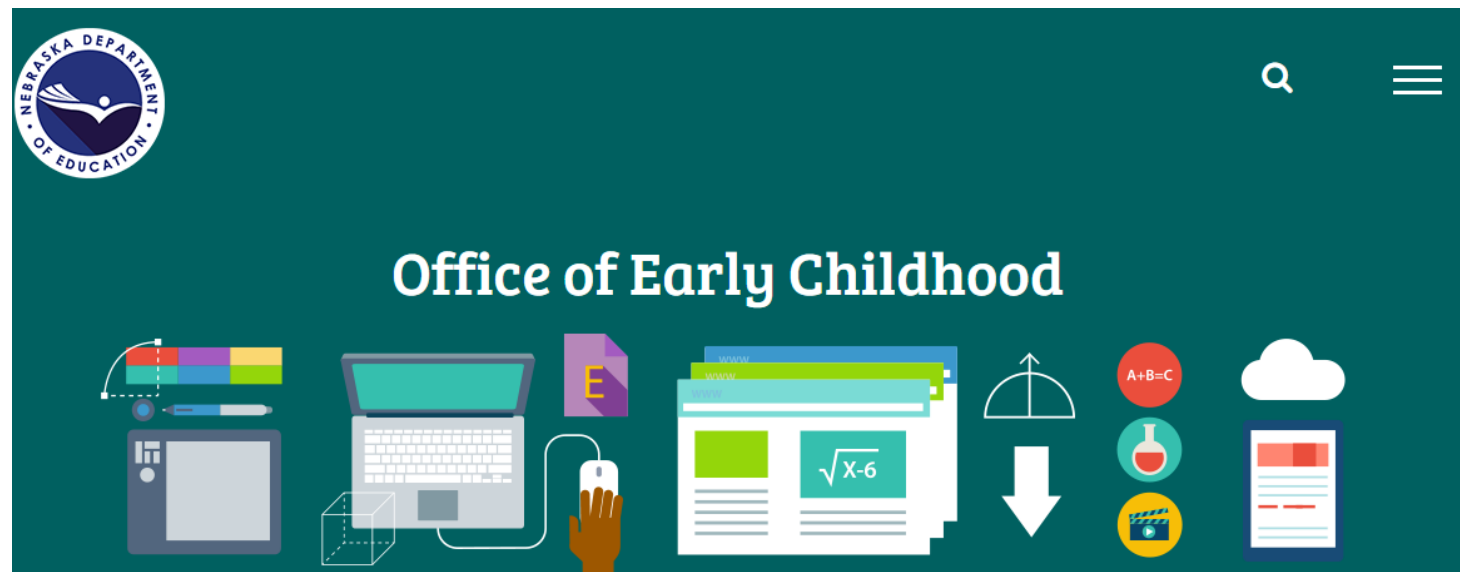 NEBRASKA DEPARTMENT
OF EDUCATION
Office of Early Childhood
E
www
www
www
A+B=C
√X-6